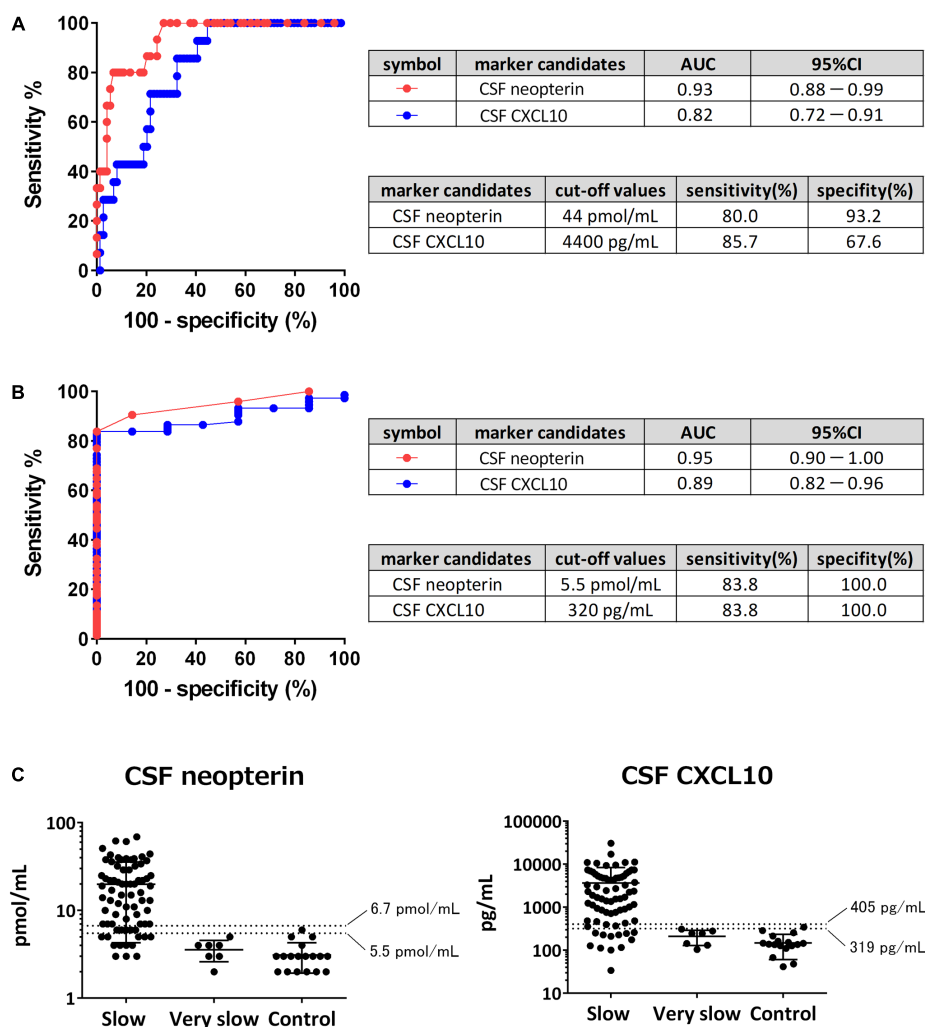 A
100
80
60
40
20
0
Sensitivity %
0 20 40 60 80 100
100 - specificity (%)
symbol marker candidates AUC 95%CI
CSF neopterin 0.93 0.88－0.99
CSF CXCL10 0.82 0.72－0.91
marker candidates cut-off values sensitivity(%) specifity(%)
CSF neopterin 44 pmol/mL 80.0 93.2
CSF CXCL10 4400 pg/mL 85.7 67.6
B
100
80
60
40
20
0
Sensitivity %
0 20 40 60 80 100
100 - specificity (%)
symbol marker candidates AUC 95%CI
CSF neopterin 0.95 0.90－1.00
CSF CXCL10 0.89 0.82－0.96
marker candidates cut-off values sensitivity(%) specifity(%)
CSF neopterin 5.5 pmol/mL 83.8 100.0
CSF CXCL10 320 pg/mL 83.8 100.0
C
CSF neopterin
100
10
1
pmol/mL
6.7 pmol/mL
5.5 pmol/mL
Slow Very slow Control
CSF CXCL10
100000
10000
1000
100
10
pg/mL
405 pg/mL
319 pg/mL
Slow Very slow Control